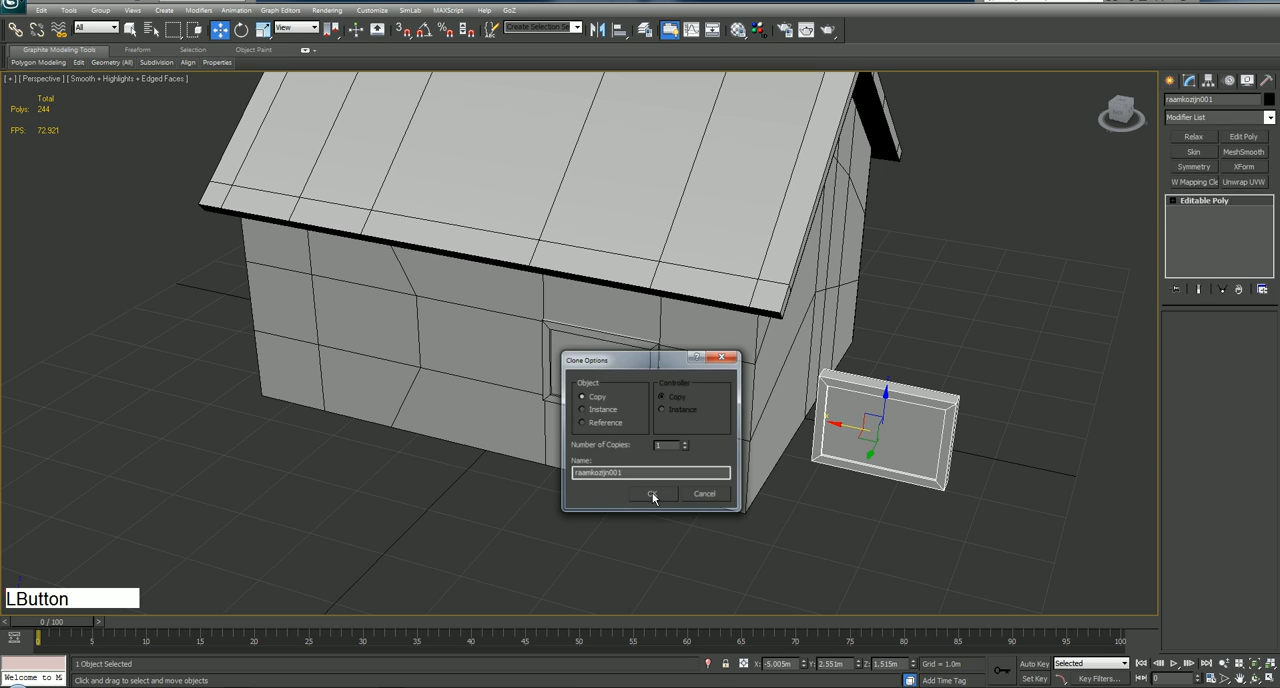 Edit Tools Group Views Create Modifiers Animation Graph Editors Rendering Customize SimLab MAXScript Help GoZ
All View Create Selection Se
Graphite Modeling Tools Freeform Selection Object Paint
Polygon Modeling Edit Geometry (All) Subdivision Align Properties
[ + ] [ Perspective ] [ Smooth + Highlights + Edged Faces ]
Total
Polys: 244
FPS: 72.921
raamkozijn001
Modifier List
Relax Edit Poly
Skin MeshSmooth
Symmetry XForm
W Mapping Cle Unwrap UVW
Editable Poly
Clone Options
Object Controller
Copy Copy
Instance Instance
Reference
Number of Copies: 1
Name:
raamkozijn001
OK Cancel
LButton
0 / 100
0 5 10 15 20 25 30 35 40 45 50 55 60 65 70 75 80 85 90 95 100
1 Object Selected X: -5.005m Y: 2.551m Z: 1.515m Grid = 1.0m Auto Key Selected
Welcome to M Click and drag to select and move objects Add Time Tag Set Key Key Filters... 0